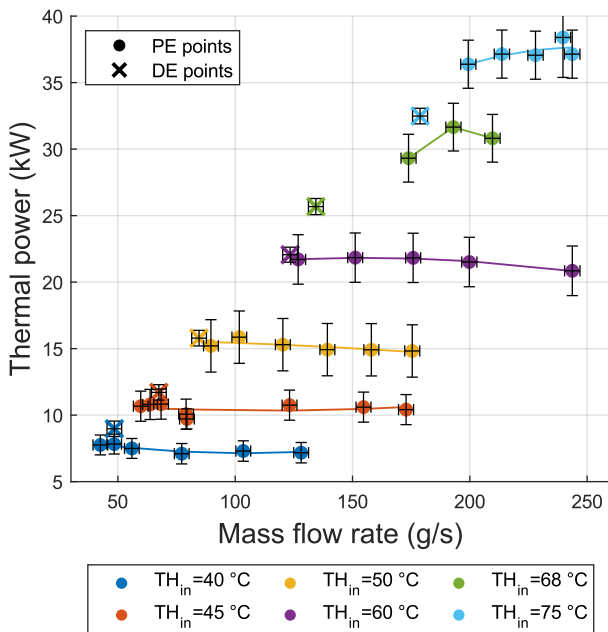 40
35
30
25
20
15
10
5
Thermal power (kW)
PE points
DE points
50 100 150 200 250
Mass flow rate (g/s)
TH_in=40 °C TH_in=50 °C TH_in=68 °C
TH_in=45 °C TH_in=60 °C TH_in=75 °C